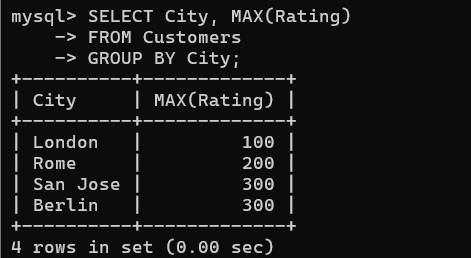 mysql> SELECT City, MAX(Rating)
    -> FROM Customers
    -> GROUP BY City;
+----------+-------------+
| City     | MAX(Rating) |
+----------+-------------+
| London   |         100 |
| Rome     |         200 |
| San Jose |         300 |
| Berlin   |         300 |
+----------+-------------+
4 rows in set (0.00 sec)